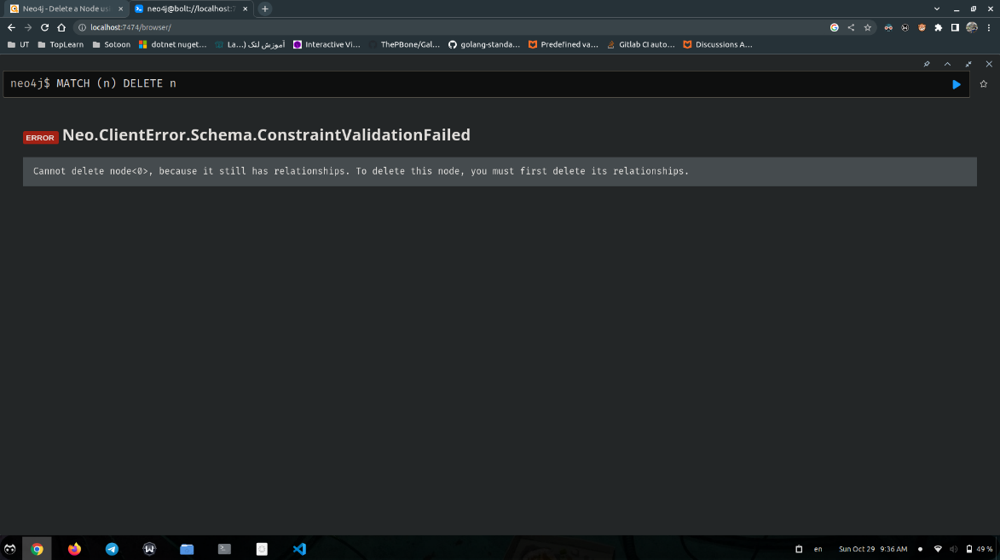 Neo4j - Delete a Node usi
neo4j@bolt://localhost:7
localhost:7474/browser/
UT
TopLearn
Sotoon
dotnet nuget...
آموزش لتک (...La
Interactive Vi...
ThePBone/Gal...
golang-standa...
Predefined va...
Gitlab CI auto...
Discussions A...
neo4j$ MATCH (n) DELETE n
ERROR Neo.ClientError.Schema.ConstraintValidationFailed
Cannot delete node<0>, because it still has relationships. To delete this node, you must first delete its relationships.
en
Sun Oct 29 9:36 AM
49 %